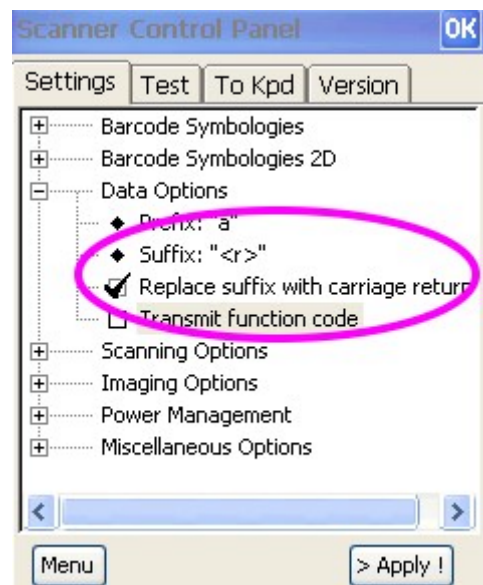 Scanner Control Panel OK
Settings Test To Kpd Version
Barcode Symbologies
Barcode Symbologies 2D
Data Options
Prefix: "a"
Suffix: "<r>"
Replace suffix with carriage return
Transmit function code
Scanning Options
Imaging Options
Power Management
Miscellaneous Options
Menu > Apply !